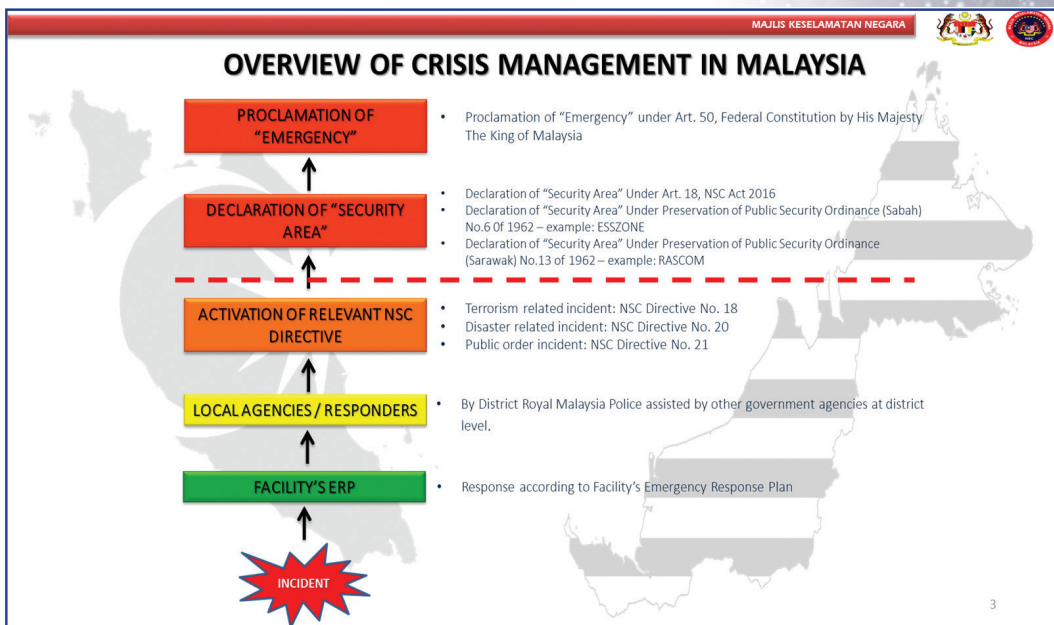 MAJLIS KESELAMATAN NEGARA
OVERVIEW OF CRISIS MANAGEMENT IN MALAYSIA
PROCLAMATION OF
"EMERGENCY"
• Proclamation of "Emergency" under Art. 50, Federal Constitution by His Majesty
The King of Malaysia
DECLARATION OF "SECURITY
AREA"
• Declaration of "Security Area" Under Art. 18, NSC Act 2016
• Declaration of "Security Area" Under Preservation of Public Security Ordinance (Sabah)
No.6 0f 1962 – example: ESSZONE
• Declaration of "Security Area" Under Preservation of Public Security Ordinance
(Sarawak) No.13 of 1962 – example: RASCOM
ACTIVATION OF RELEVANT NSC
DIRECTIVE
• Terrorism related incident: NSC Directive No. 18
• Disaster related incident: NSC Directive No. 20
• Public order incident: NSC Directive No. 21
LOCAL AGENCIES / RESPONDERS
• By District Royal Malaysia Police assisted by other government agencies at district
level.
FACILITY'S ERP
• Response according to Facility's Emergency Response Plan
INCIDENT
3